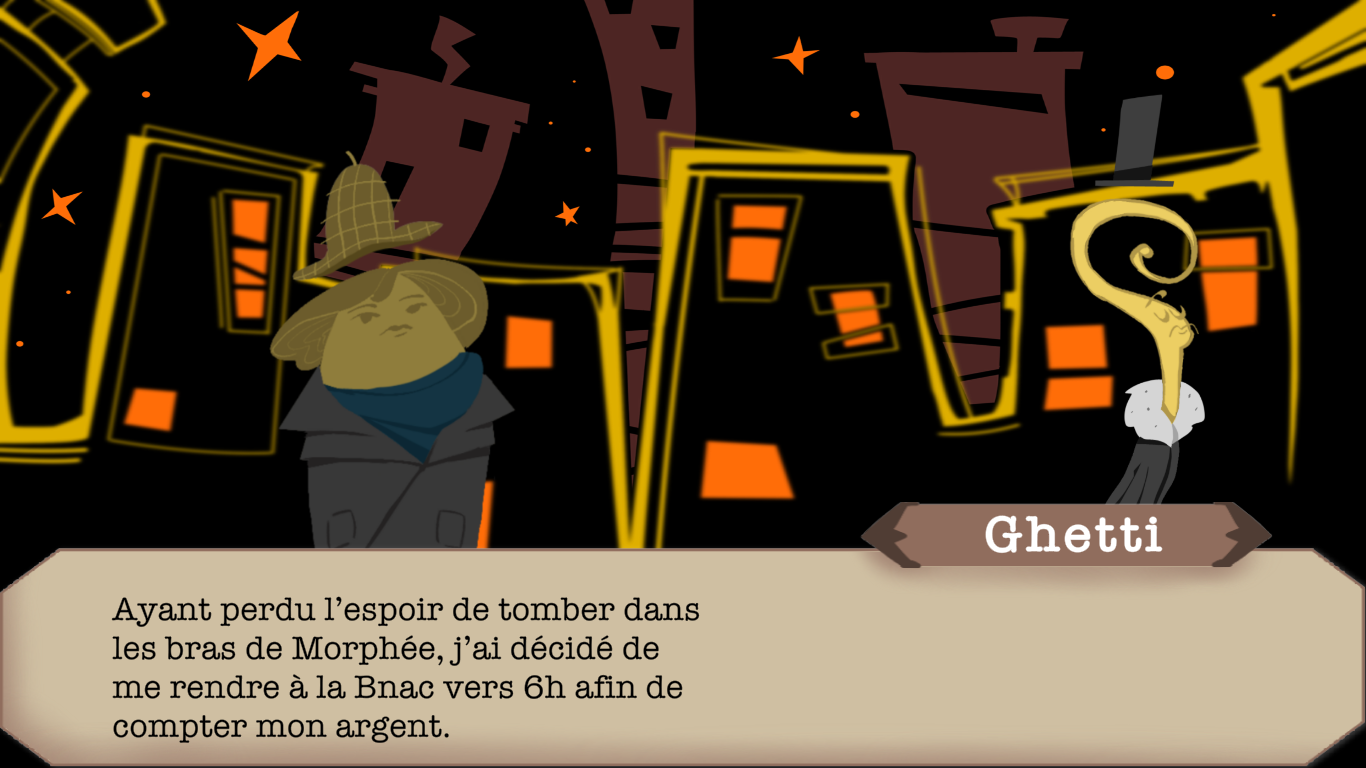 Ghetti
Ayant perdu l’espoir de tomber dans
les bras de Morphée, j’ai décidé de
me rendre à la Bnac vers 6h afin de
compter mon argent.